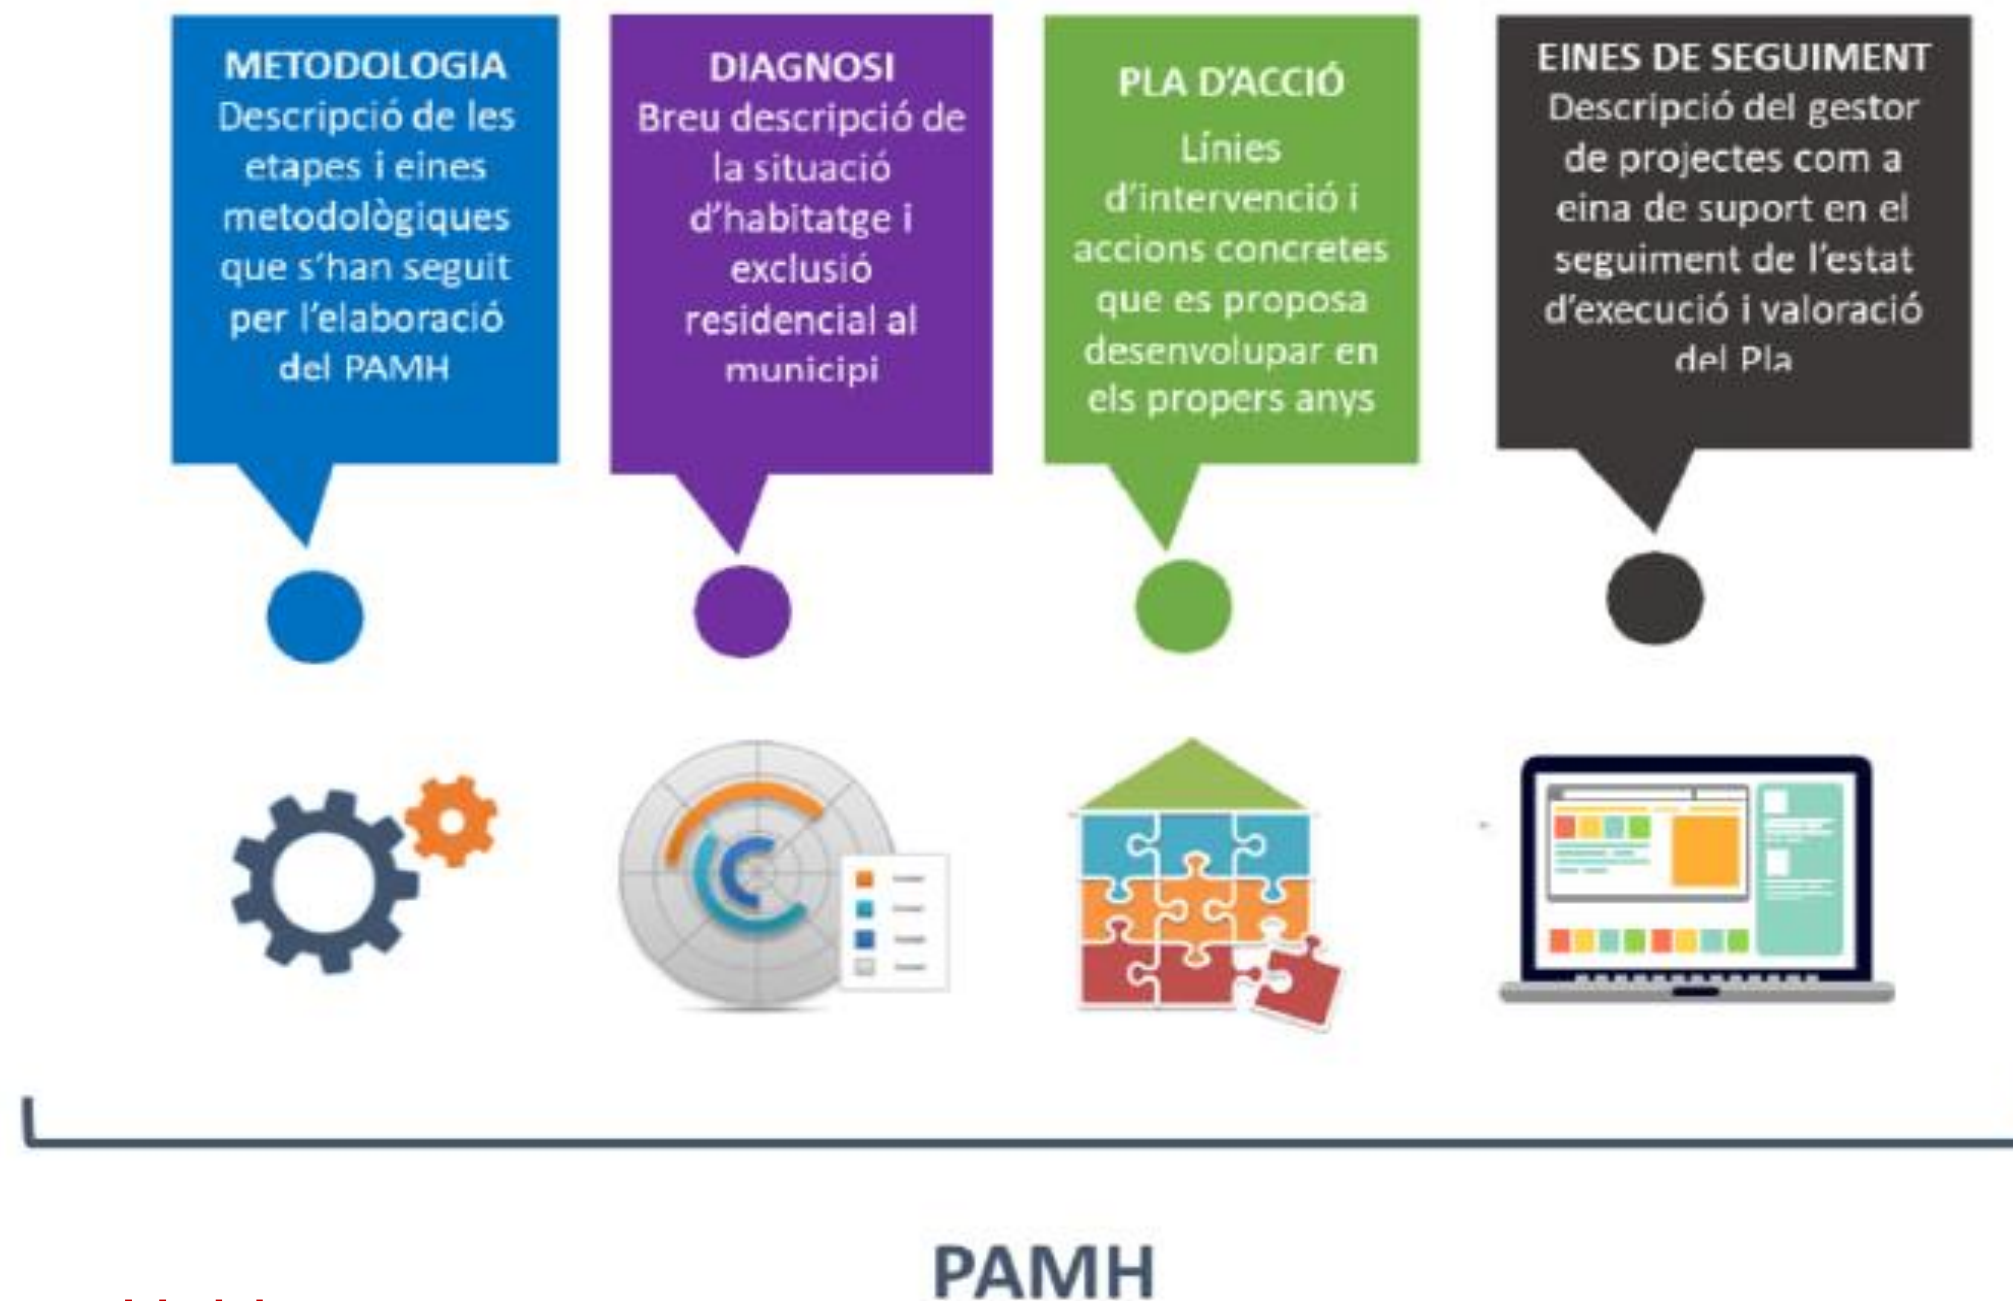 METODOLOGIA
Descripció de les
etapes i eines
metodològiques
que s'han seguit
per l'elaboració
del PAMH
DIAGNOSI
Breu descripció de
la situació
d'habitatge i
exclusió
residencial al
municipi
PLA D'ACCIÓ
Línies
d'intervenció i
accions concretes
que es proposa
desenvolupar en
els propers anys
EINES DE SEGUIMENT
Descripció del gestor
de projectes com a
eina de suport en el
seguiment de l'estat
d'execució i valoració
del Pla
PAMH